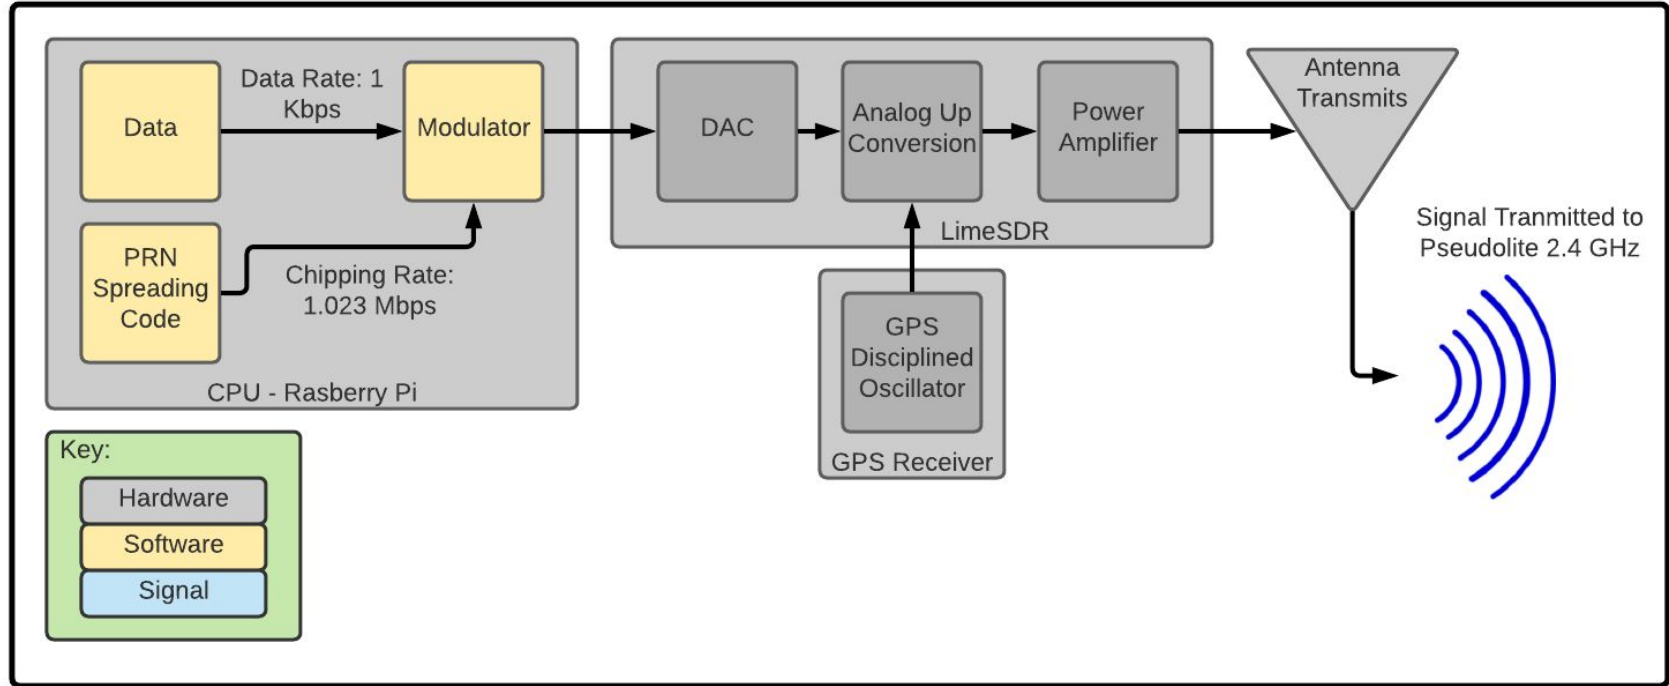 Data
Data Rate: 1
Kbps
Modulator
PRN
Spreading
Code
Chipping Rate:
1.023 Mbps
CPU - Rasberry Pi
DAC
Analog Up
Conversion
Power
Amplifier
LimeSDR
GPS
Disciplined
Oscillator
GPS Receiver
Antenna
Transmits
Signal Tranmitted to
Pseudolite 2.4 GHz
Key:
Hardware
Software
Signal